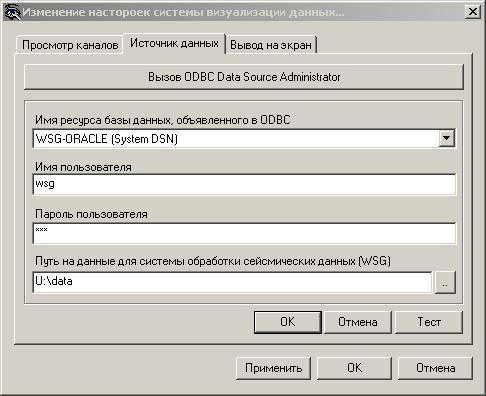 Изменение настороек системы визуализации данных...
Просмотр каналов Источник данных Вывод на экран
Вызов ODBC Data Source Administrator
Имя ресурса базы данных, объявленного в ODBC
WSG-ORACLE (System DSN)
Имя пользователя
wsg
Пароль пользователя
***
Путь на данные для системы обработки сейсмических данных (WSG)
U:\data
..
OK Отмена Тест
Применить OK Отмена